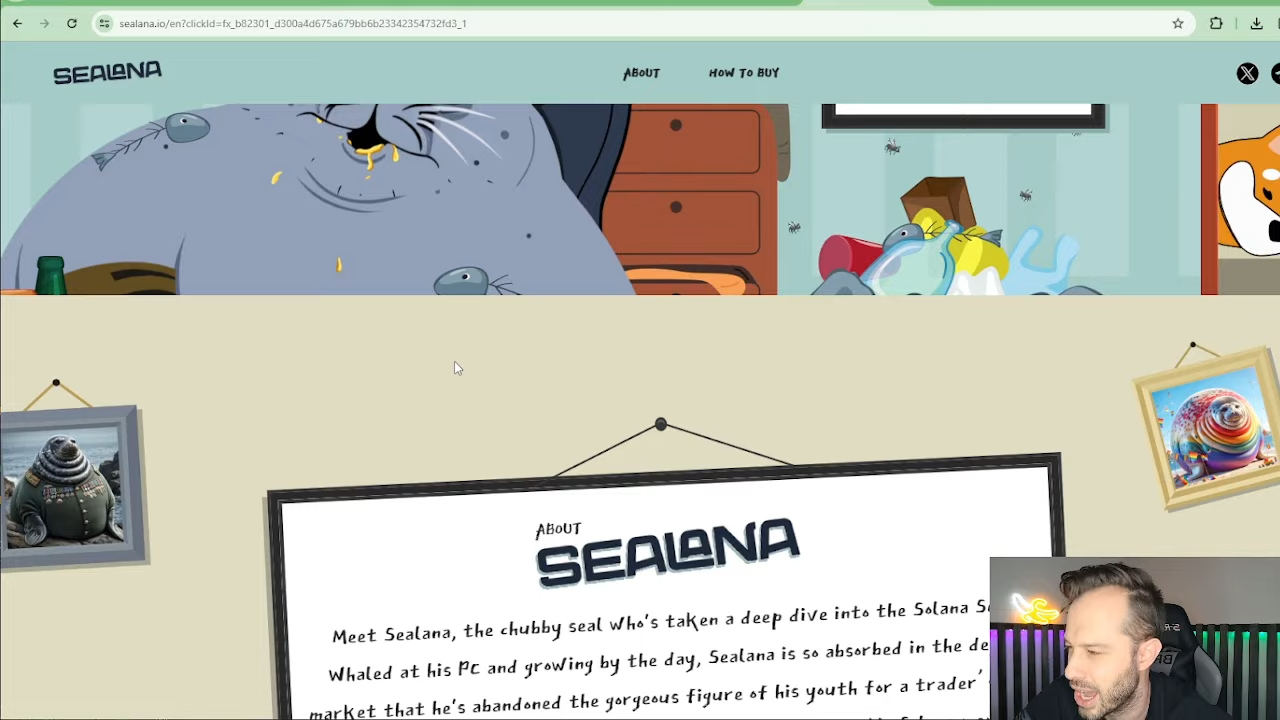 sealana.io/en?clickId=fx_b82301_d300a4d675a679bb6b23342354732fd3_1
SEALANA
ABOUT
HOW TO BUY
ABOUT
SEALANA
Meet Sealana, the chubby seal who's taken a deep dive into the Solana
Whaled at his PC and growing by the day, Sealana is so absorbed in the
market that he's abandoned the gorgeous figure of his youth for a trader'